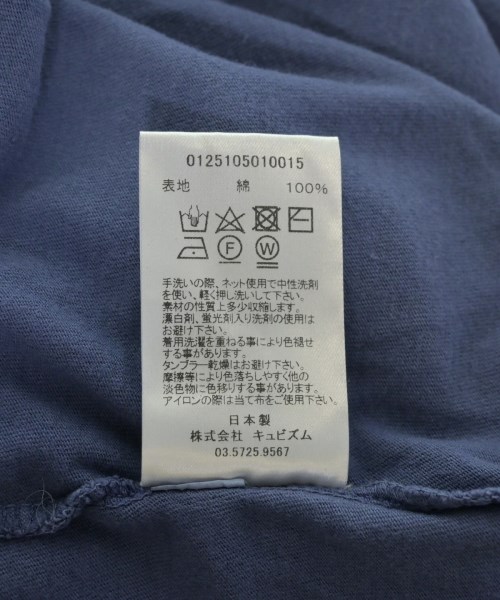 0125105010015
表地 綿 100%
F W
手洗いの際、ネット使用で中性洗剤
を使い、軽く押し洗いして下さい。
素材の性質上多少収縮します。
漂白剤、蛍光剤入り洗剤の使用は
お避け下さい。
着用洗濯を重ねる事により色褪せ
する事があります。
タンブラー乾燥はお避け下さい。
摩擦等により色落ちしやすく他の
淡色物に色移りする事があります。
アイロンの際は当て布をご使用下さい。
日本製
株式会社 キュビズム
03.5725.9567